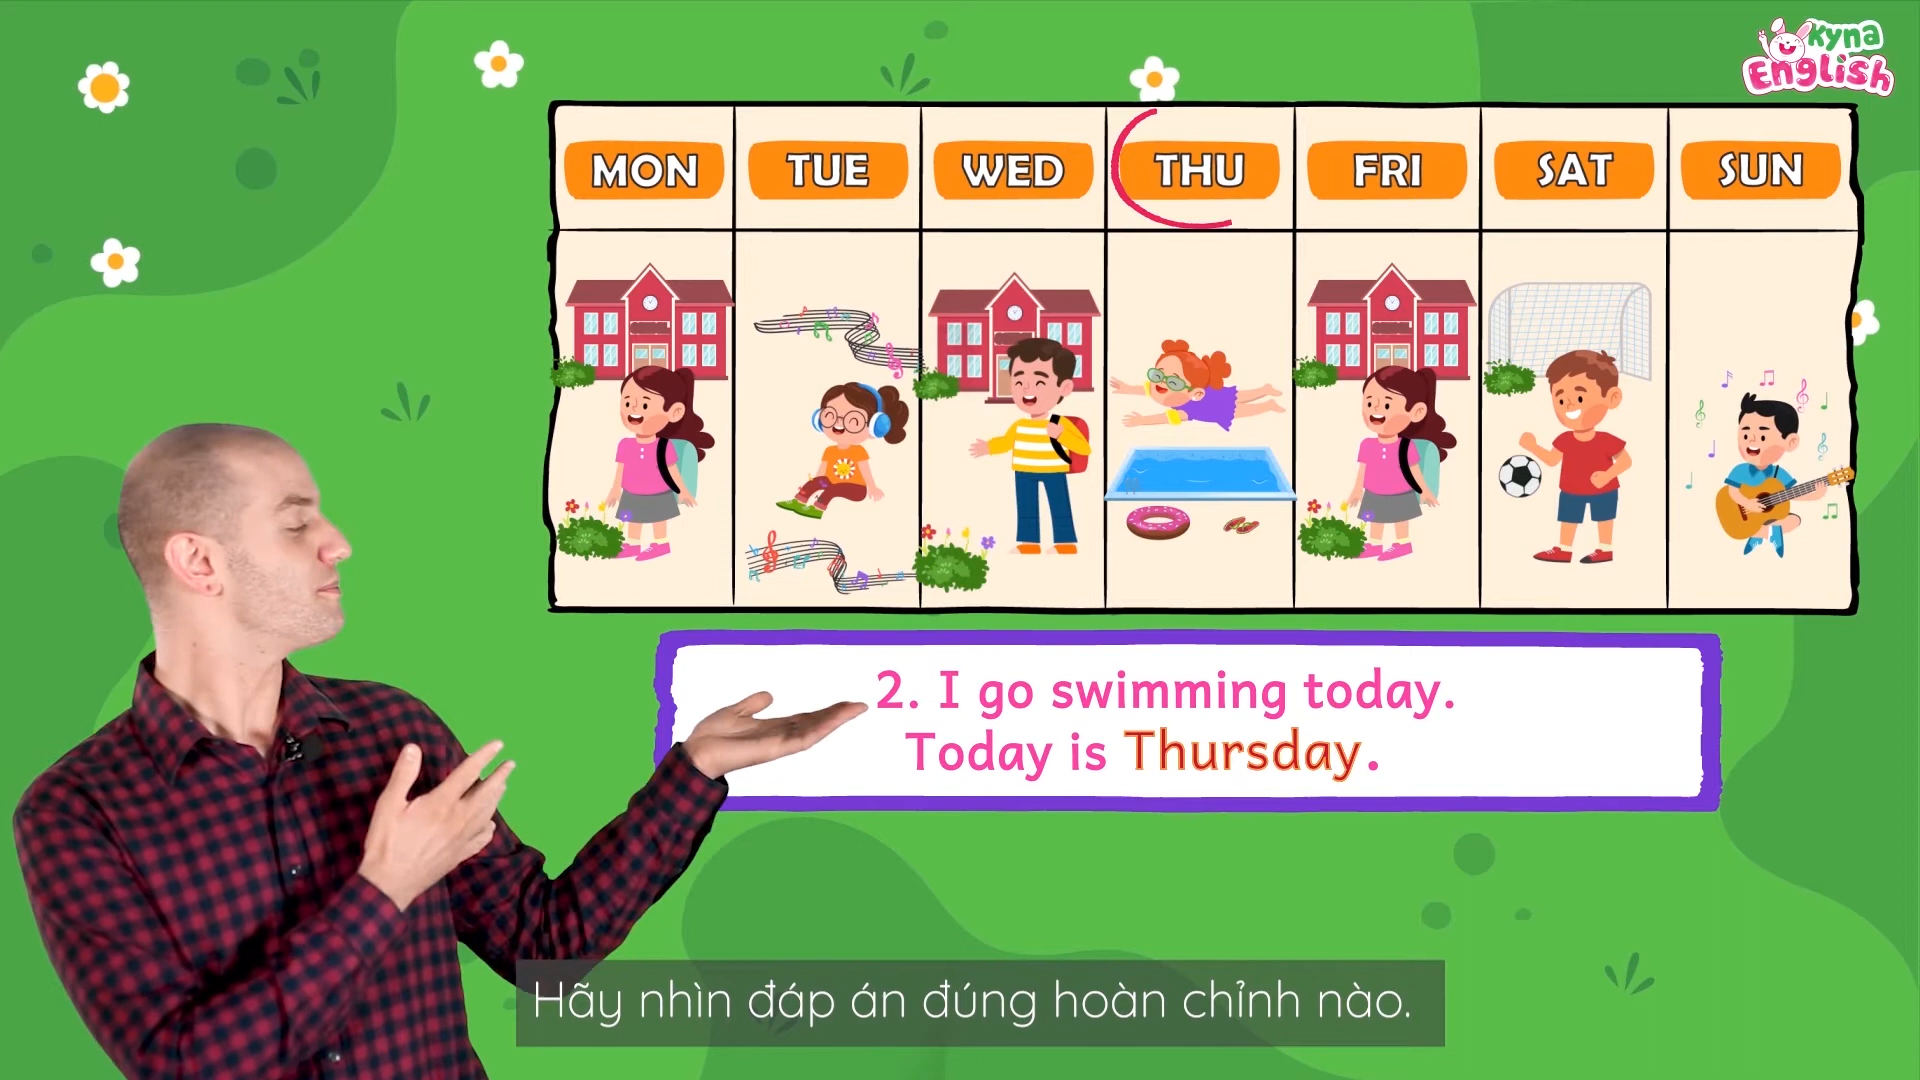 Kyna
English
MON TUE WED THU FRI SAT SUN
2. I go swimming today.
Today is Thursday.
Hãy nhìn đáp án đúng hoàn chỉnh nào.